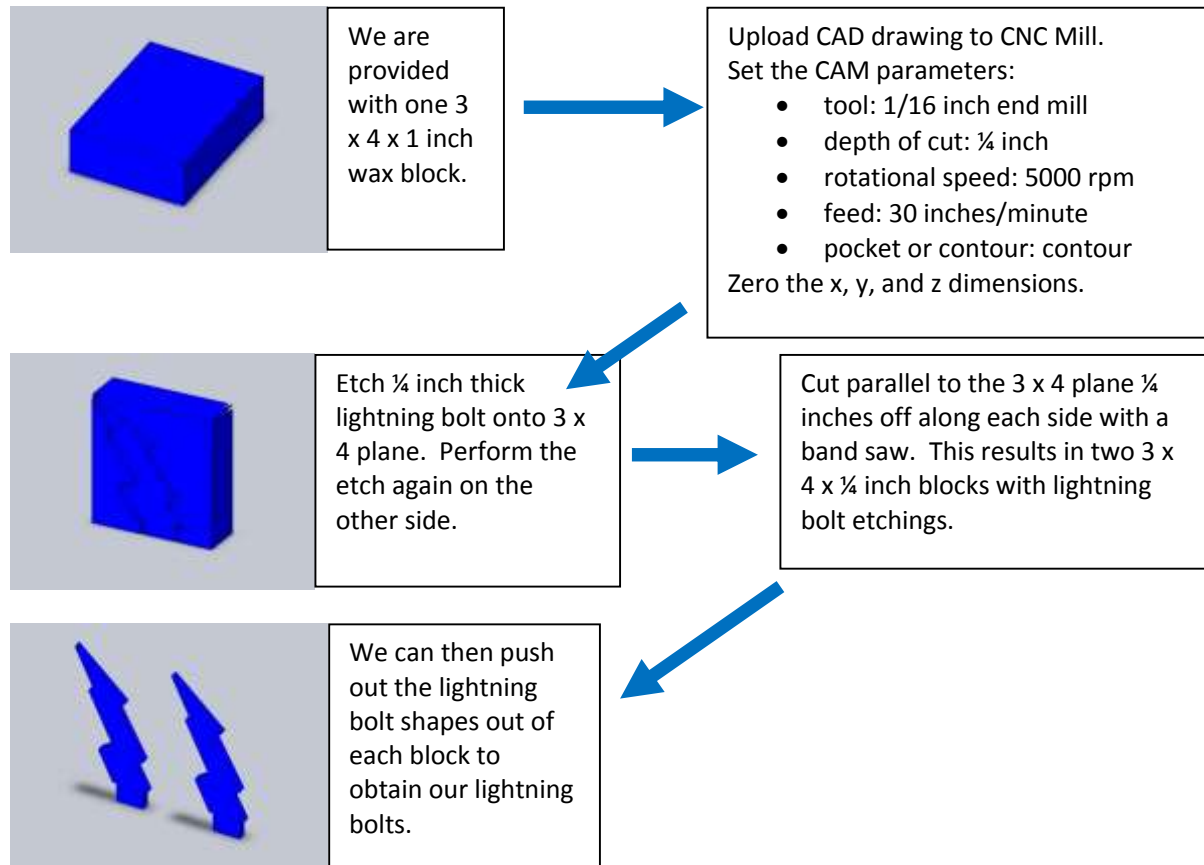 We are
provided
with one 3
x 4 x 1 inch
wax block.
Upload CAD drawing to CNC Mill.
Set the CAM parameters:
• tool: 1/16 inch end mill
• depth of cut: ¼ inch
• rotational speed: 5000 rpm
• feed: 30 inches/minute
• pocket or contour: contour
Zero the x, y, and z dimensions.
Etch ¼ inch thick
lightning bolt onto 3 x
4 plane.  Perform the
etch again on the
other side.
Cut parallel to the 3 x 4 plane ¼
inches off along each side with a
band saw.  This results in two 3 x
4 x ¼ inch blocks with lightning
bolt etchings.
We can then push
out the lightning
bolt shapes out of
each block to
obtain our lightning
bolts.